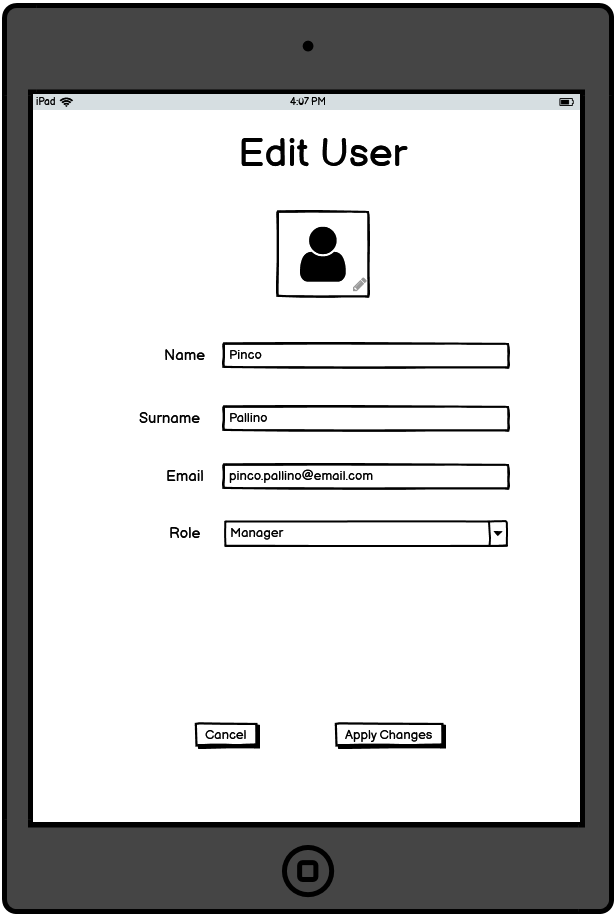 iPad 4:07 PM
Edit User
Name Pinco
Surname Pallino
Email pinco.pallino@email.com
Role Manager
Cancel Apply Changes